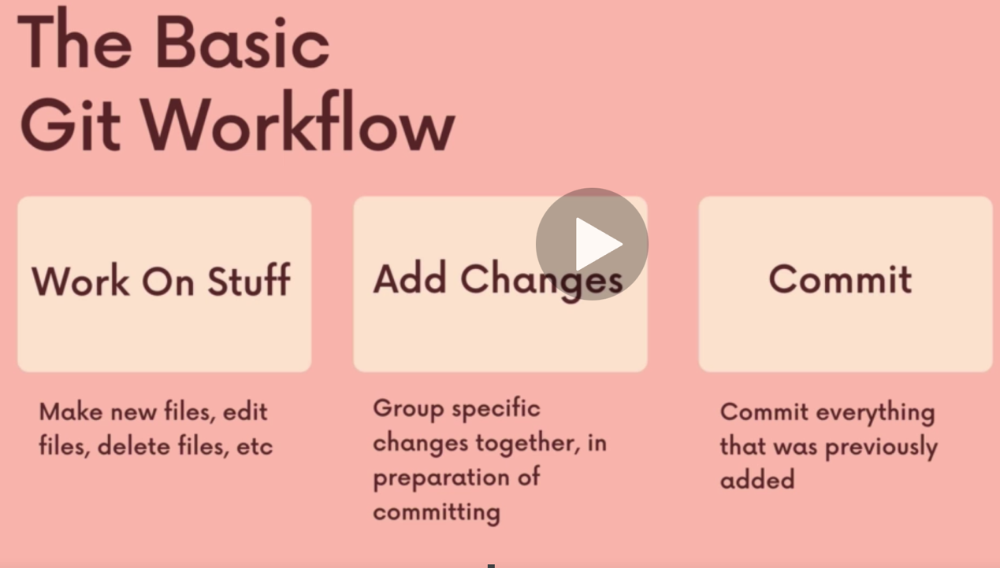 The Basic
Git Workflow
Work On Stuff
Add Changes
Commit
Make new files, edit
files, delete files, etc
Group specific
changes together, in
preparation of
committing
Commit everything
that was previously
added